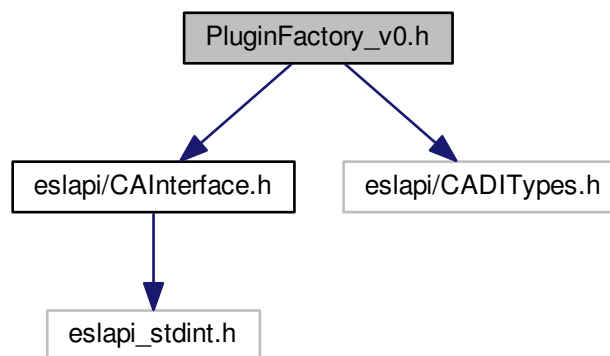 PluginFactory_v0.h
eslapi/CAInterface.h
eslapi/CADITypes.h
eslapi_stdint.h